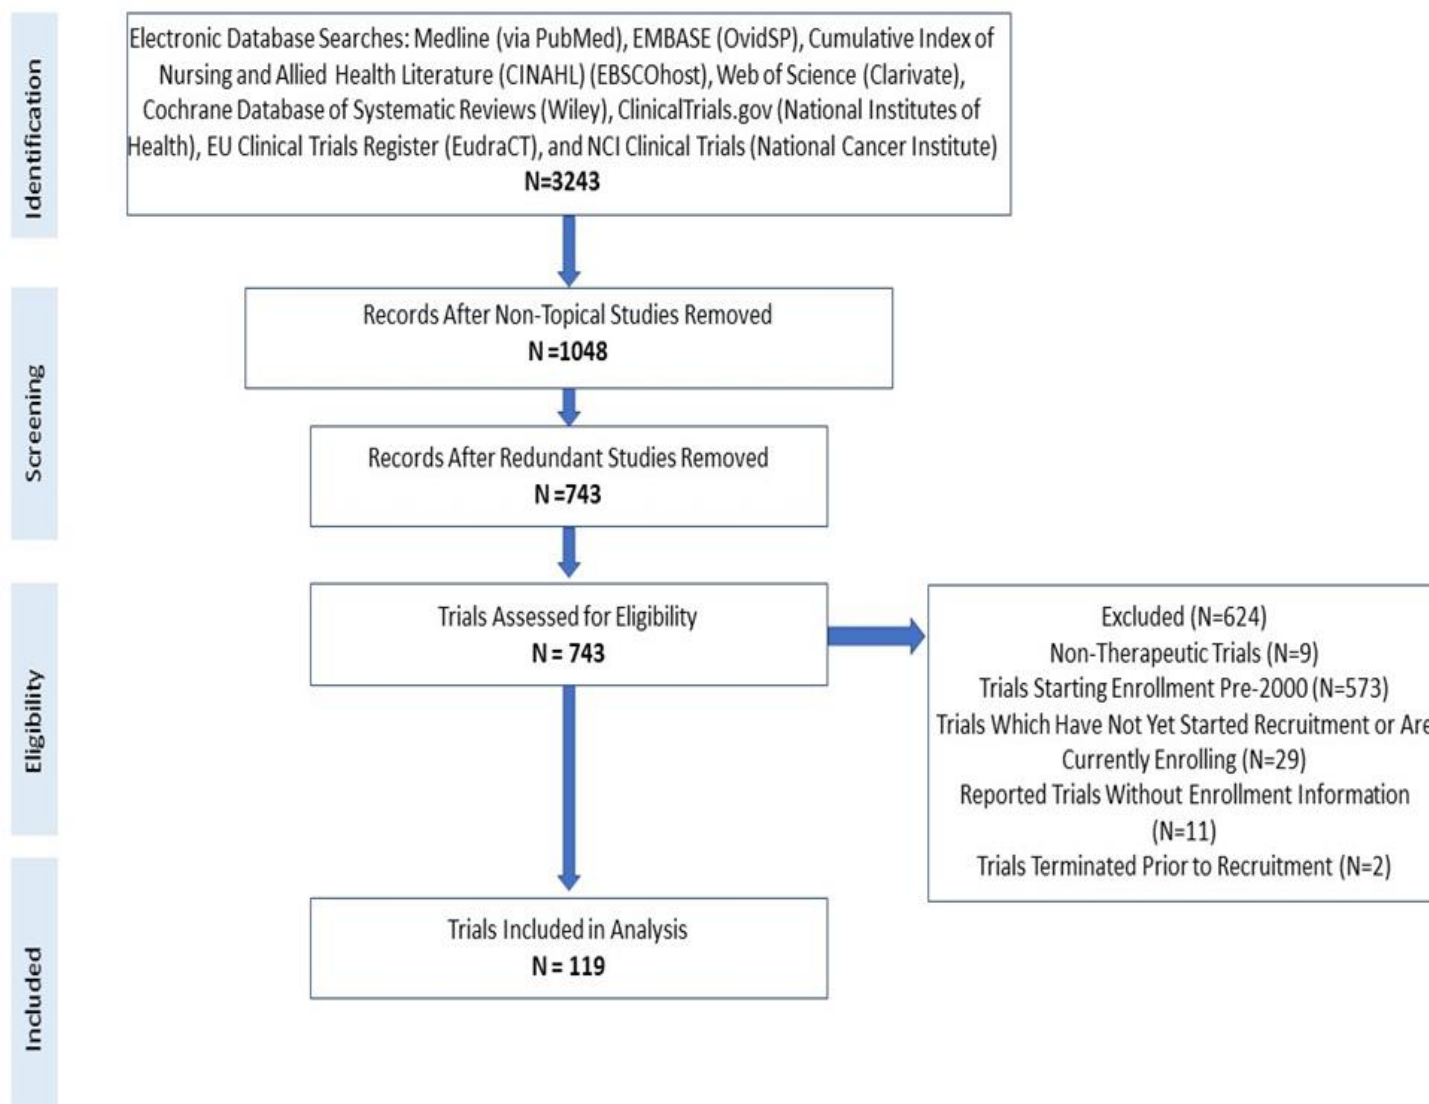 Identification
Electronic Database Searches: Medline (via PubMed), EMBASE (OvidSP), Cumulative Index of
Nursing and Allied Health Literature (CINAHL) (EBSCOhost), Web of Science (Clarivate),
Cochrane Database of Systematic Reviews (Wiley), ClinicalTrials.gov (National Institutes of
Health), EU Clinical Trials Register (EudraCT), and NCI Clinical Trials (National Cancer Institute)
N=3243
Screening
Records After Non-Topical Studies Removed
N =1048
Records After Redundant Studies Removed
N =743
Eligibility
Trials Assessed for Eligibility
N = 743
Excluded (N=624)
Non-Therapeutic Trials (N=9)
Trials Starting Enrollment Pre-2000 (N=573)
Trials Which Have Not Yet Started Recruitment or Are
Currently Enrolling (N=29)
Reported Trials Without Enrollment Information
(N=11)
Trials Terminated Prior to Recruitment (N=2)
Included
Trials Included in Analysis
N = 119